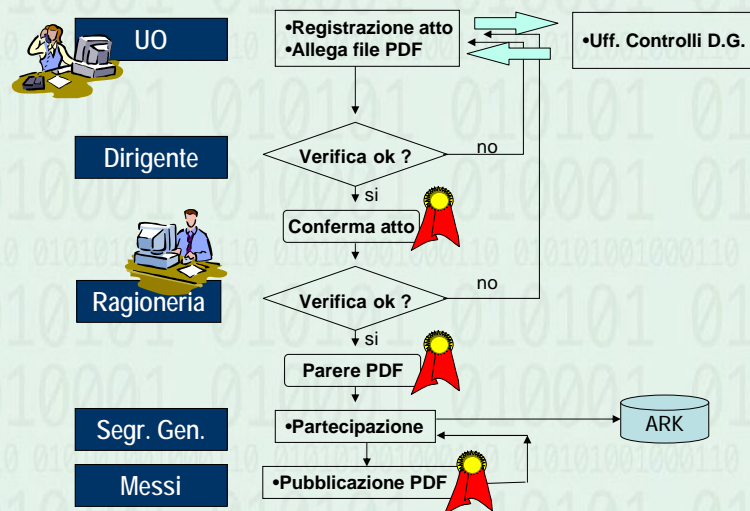 UO
•Registrazione atto
•Allega file PDF
•Uff. Controlli D.G.
Dirigente
Verifica ok ?
no
si
Conferma atto
Ragioneria
Verifica ok ?
no
si
Parere PDF
Segr. Gen.
•Partecipazione
ARK
Messi
•Pubblicazione PDF